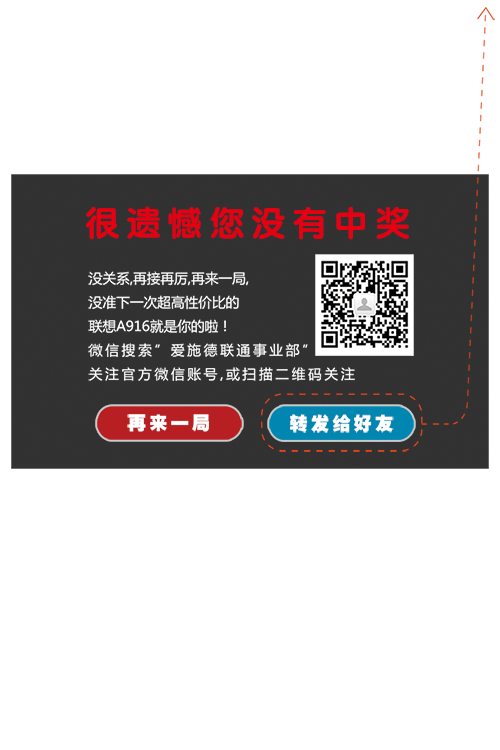 很遗憾您没有中奖
没关系,再接再厉,再来一局,
没准下一次超高性价比的
联想A916就是你的啦！
微信搜索”爱施德联通事业部”
关注官方微信账号,或扫描二维码关注
再来一局
转发给好友